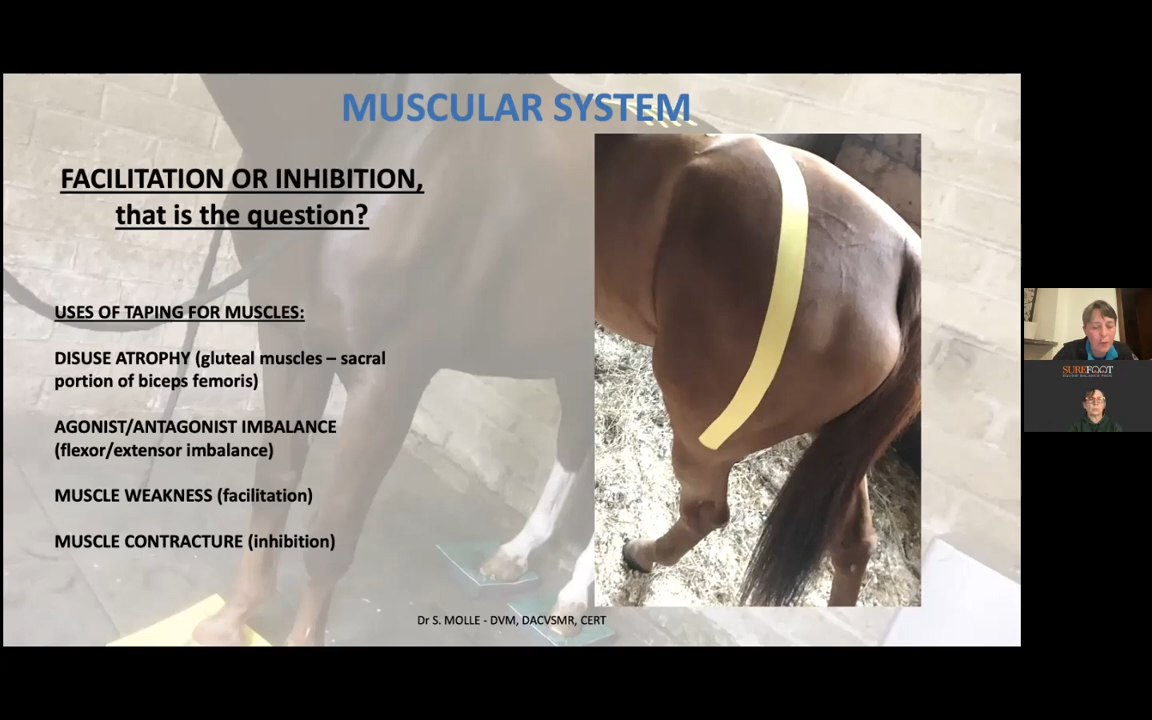 MUSCULAR SYSTEM
FACILITATION OR INHIBITION,
that is the question?
USES OF TAPING FOR MUSCLES:
DISUSE ATROPHY (gluteal muscles – sacral
portion of biceps femoris)
AGONIST/ANTAGONIST IMBALANCE
(flexor/extensor imbalance)
MUSCLE WEAKNESS (facilitation)
MUSCLE CONTRACTURE (inhibition)
Dr S. MOLLE - DVM, DACVSMR, CERT
SUREFOOT